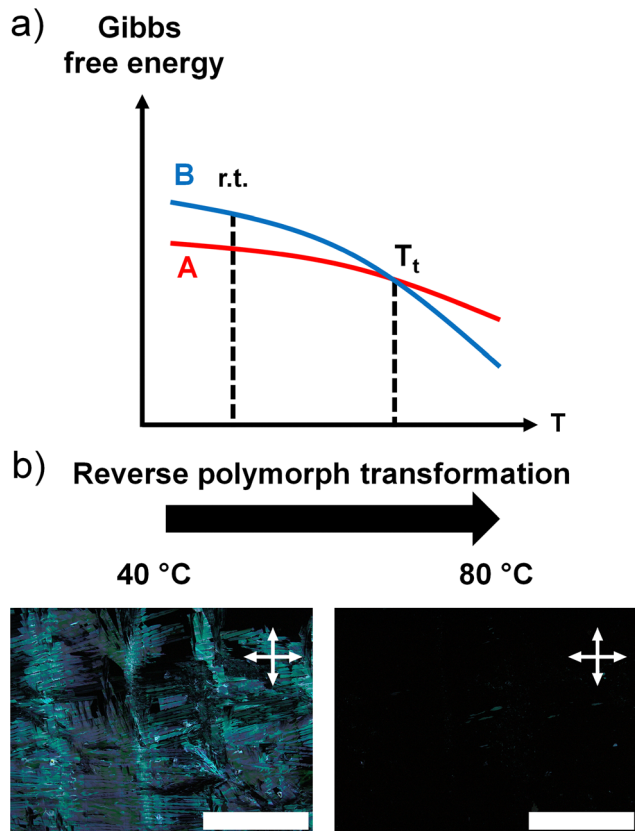 a)
Gibbs
free energy
B
r.t.
A
Tt
T
b)
Reverse polymorph transformation
40 °C
80 °C